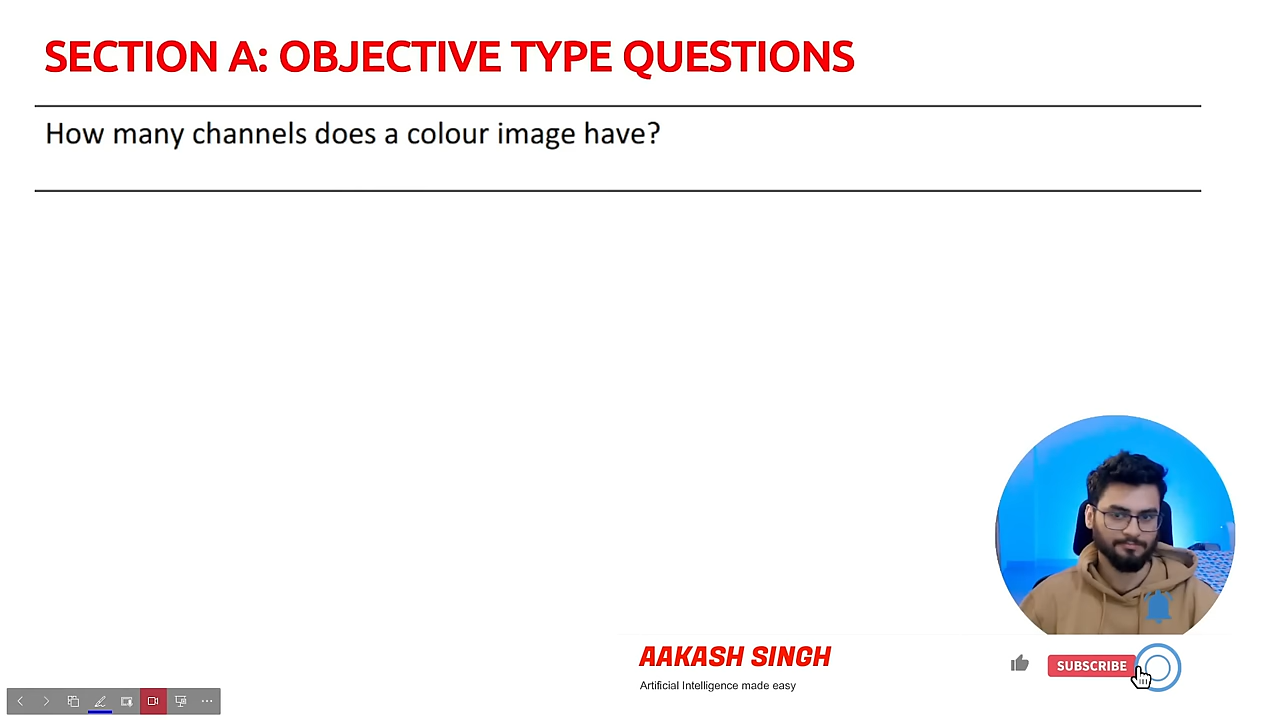 SECTION A: OBJECTIVE TYPE QUESTIONS
How many channels does a colour image have?
AAKASH SINGH
SUBSCRIBE
Artificial Intelligence made easy